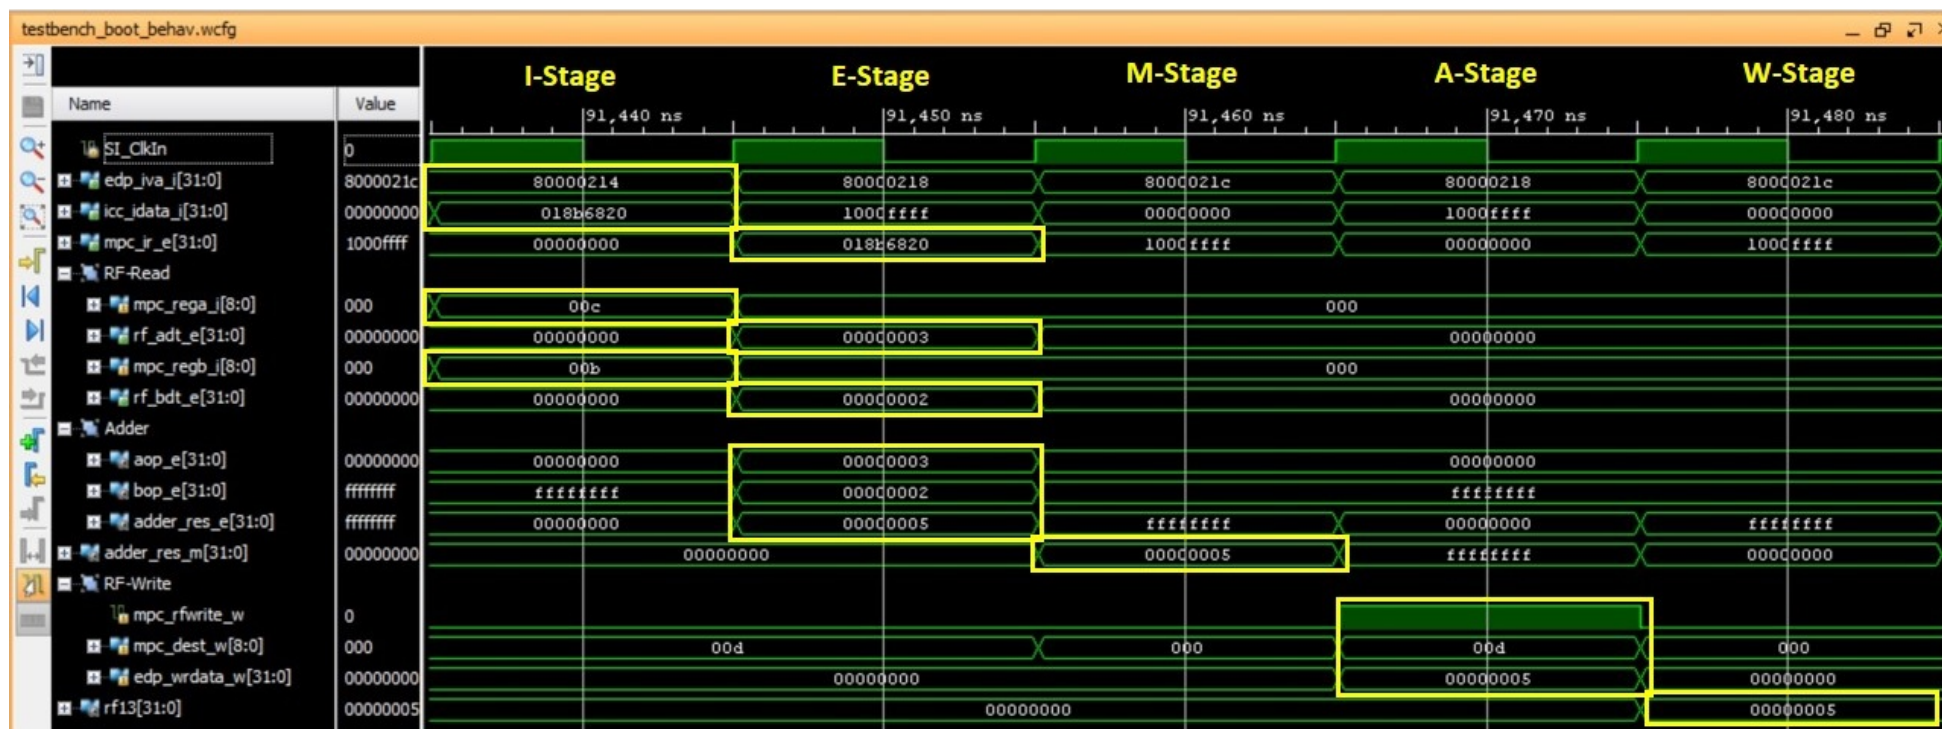 testbench_boot_behav.wcfg
I-Stage E-Stage M-Stage A-Stage W-Stage
Name Value 91,440 ns 91,450 ns 91,460 ns 91,470 ns 91,480 ns
SI_ClkIn 0
edp_iva_i[31:0] 8000021c 80000214 80000218 8000021c 80000218 8000021c
icc_idata_i[31:0] 00000000 018b6820 1000ffff 00000000 1000ffff 00000000
mpc_ir_e[31:0] 1000ffff 00000000 018b6820 1000ffff 00000000 1000ffff
RF-Read
mpc_rega_i[8:0] 000 00c 000
rf_adt_e[31:0] 00000000 00000000 00000003 00000000
mpc_regb_i[8:0] 000 00b 000
rf_bdt_e[31:0] 00000000 00000000 00000002 00000000
Adder
aop_e[31:0] 00000000 00000000 00000003 00000000
bop_e[31:0] ffffffff ffffffff 00000002 ffffffff
adder_res_e[31:0] ffffffff 00000000 00000005 ffffffff 00000000 ffffffff
adder_res_m[31:0] 00000000 00000000 00000005 ffffffff 00000000
RF-Write
mpc_rfwrite_w 0
mpc_dest_w[8:0] 000 00d 000 00d 000
edp_wrdata_w[31:0] 00000000 00000000 00000005 00000000
rf13[31:0] 00000005 00000000 00000005